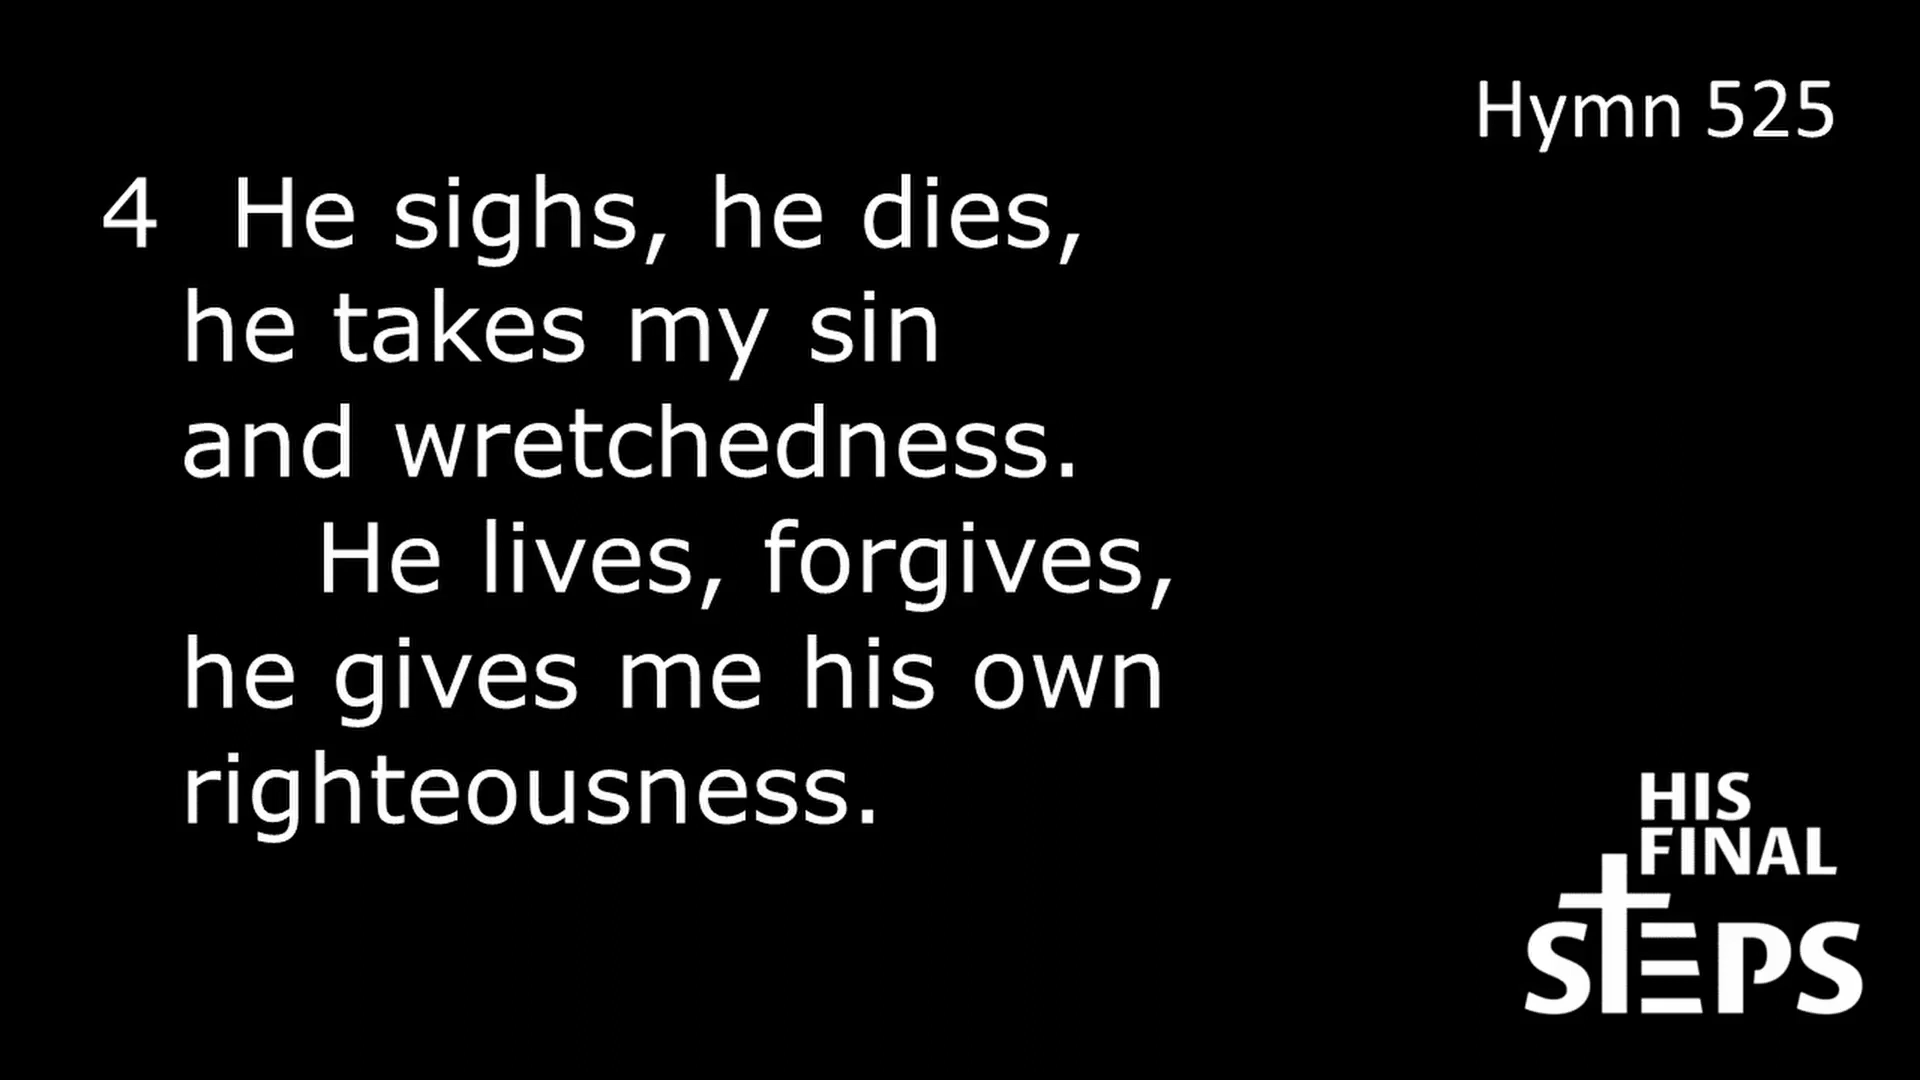 Hymn 525
4 He sighs, he dies,
he takes my sin
and wretchedness.
He lives, forgives,
he gives me his own
righteousness.
HIS
FINAL
STEPS